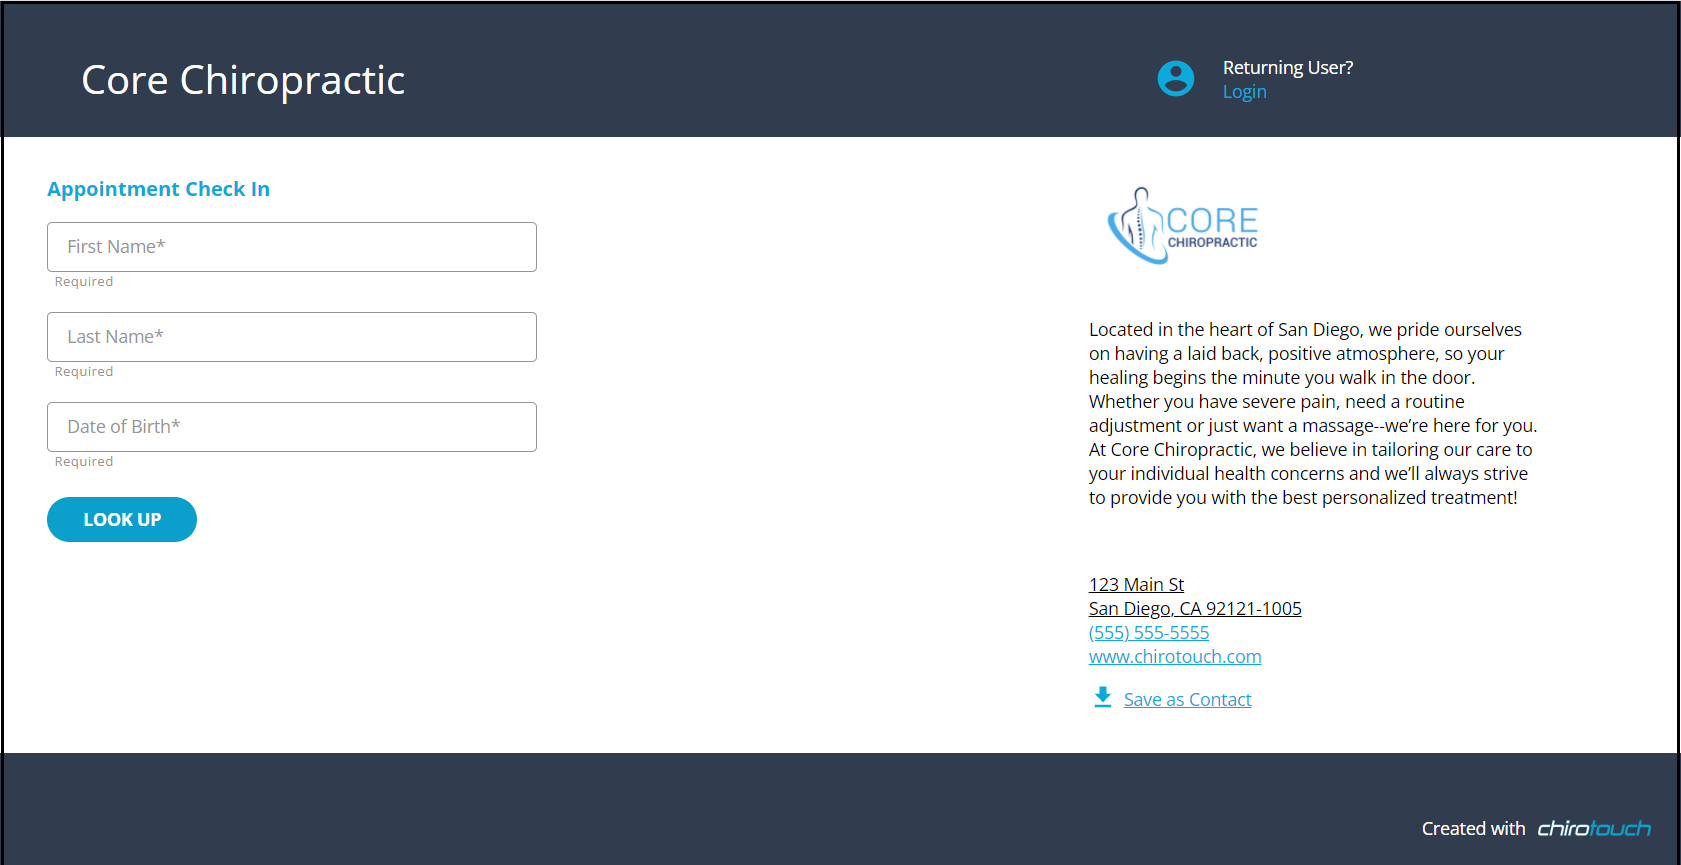 Core Chiropractic
Returning User?
Login
Appointment Check In
First Name*
Required
Last Name*
Required
Date of Birth*
Required
LOOK UP
CORE
CHIROPRACTIC
Located in the heart of San Diego, we pride ourselves
on having a laid back, positive atmosphere, so your
healing begins the minute you walk in the door.
Whether you have severe pain, need a routine
adjustment or just want a massage--we’re here for you.
At Core Chiropractic, we believe in tailoring our care to
your individual health concerns and we’ll always strive
to provide you with the best personalized treatment!
123 Main St
San Diego, CA 92121-1005
(555) 555-5555
www.chirotouch.com
Save as Contact
Created with chirotouch